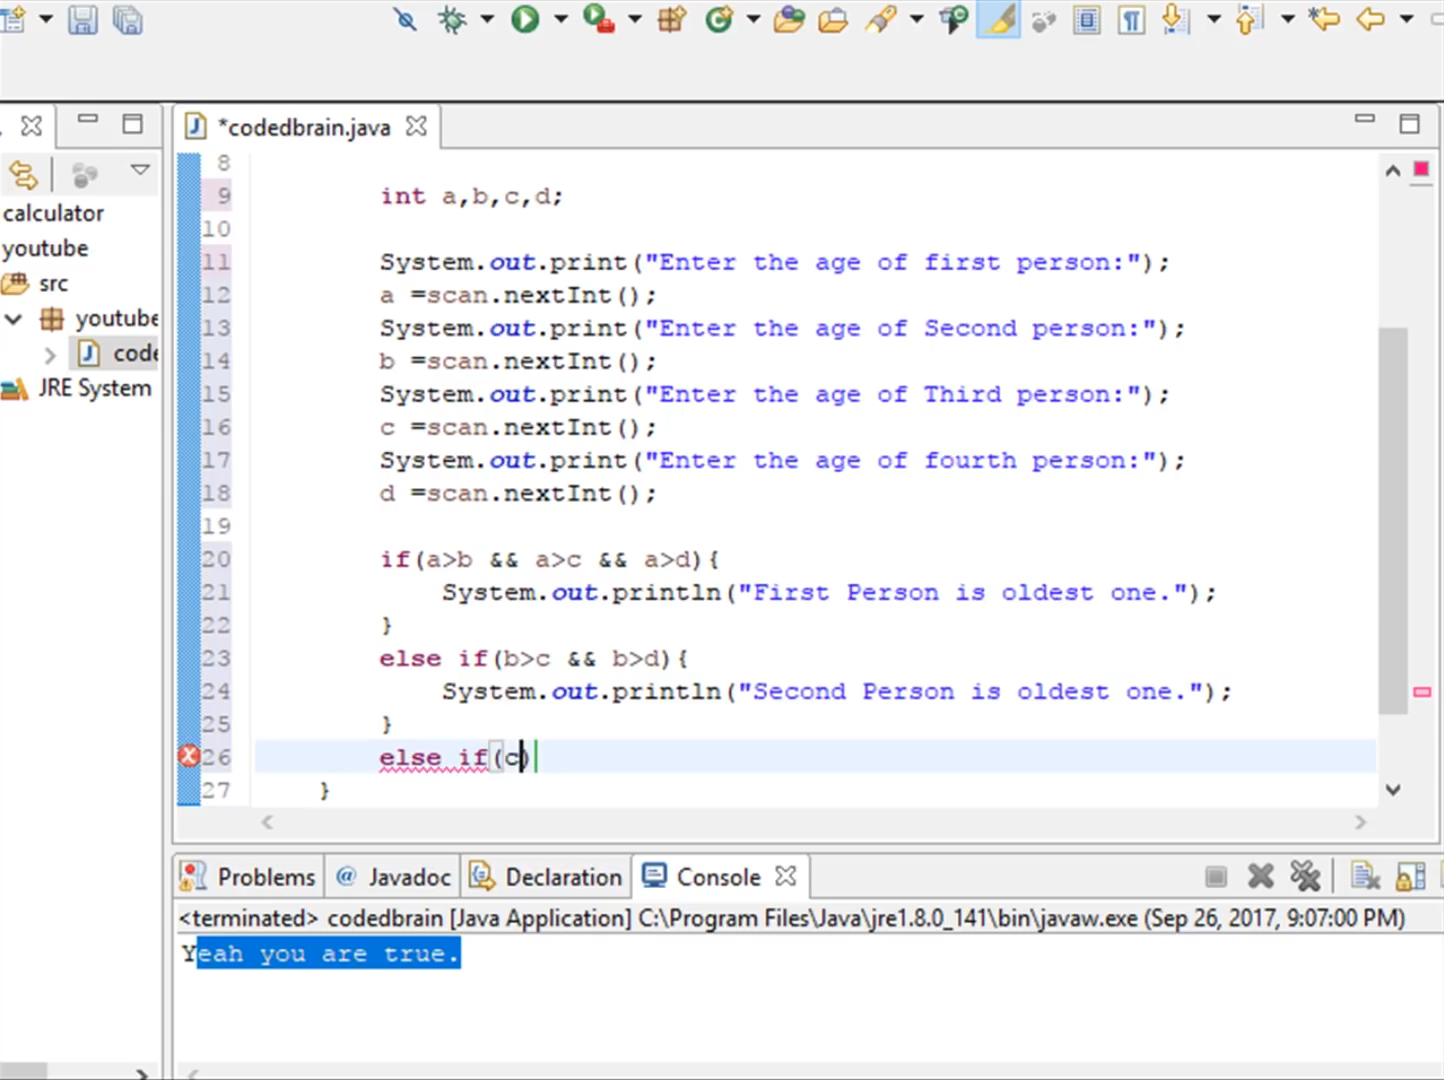 *codedbrain.java
calculator
youtube
src
youtube
code
JRE System
8
9 int a,b,c,d;
10
11 System.out.print("Enter the age of first person:");
12 a =scan.nextInt();
13 System.out.print("Enter the age of Second person:");
14 b =scan.nextInt();
15 System.out.print("Enter the age of Third person:");
16 c =scan.nextInt();
17 System.out.print("Enter the age of fourth person:");
18 d =scan.nextInt();
19
20 if(a>b && a>c && a>d){
21 System.out.println("First Person is oldest one.");
22 }
23 else if(b>c && b>d){
24 System.out.println("Second Person is oldest one.");
25 }
26 else if(c)
27 }
Problems @ Javadoc Declaration Console
<terminated> codedbrain [Java Application] C:\Program Files\Java\jre1.8.0_141\bin\javaw.exe (Sep 26, 2017, 9:07:00 PM)
Yeah you are true.